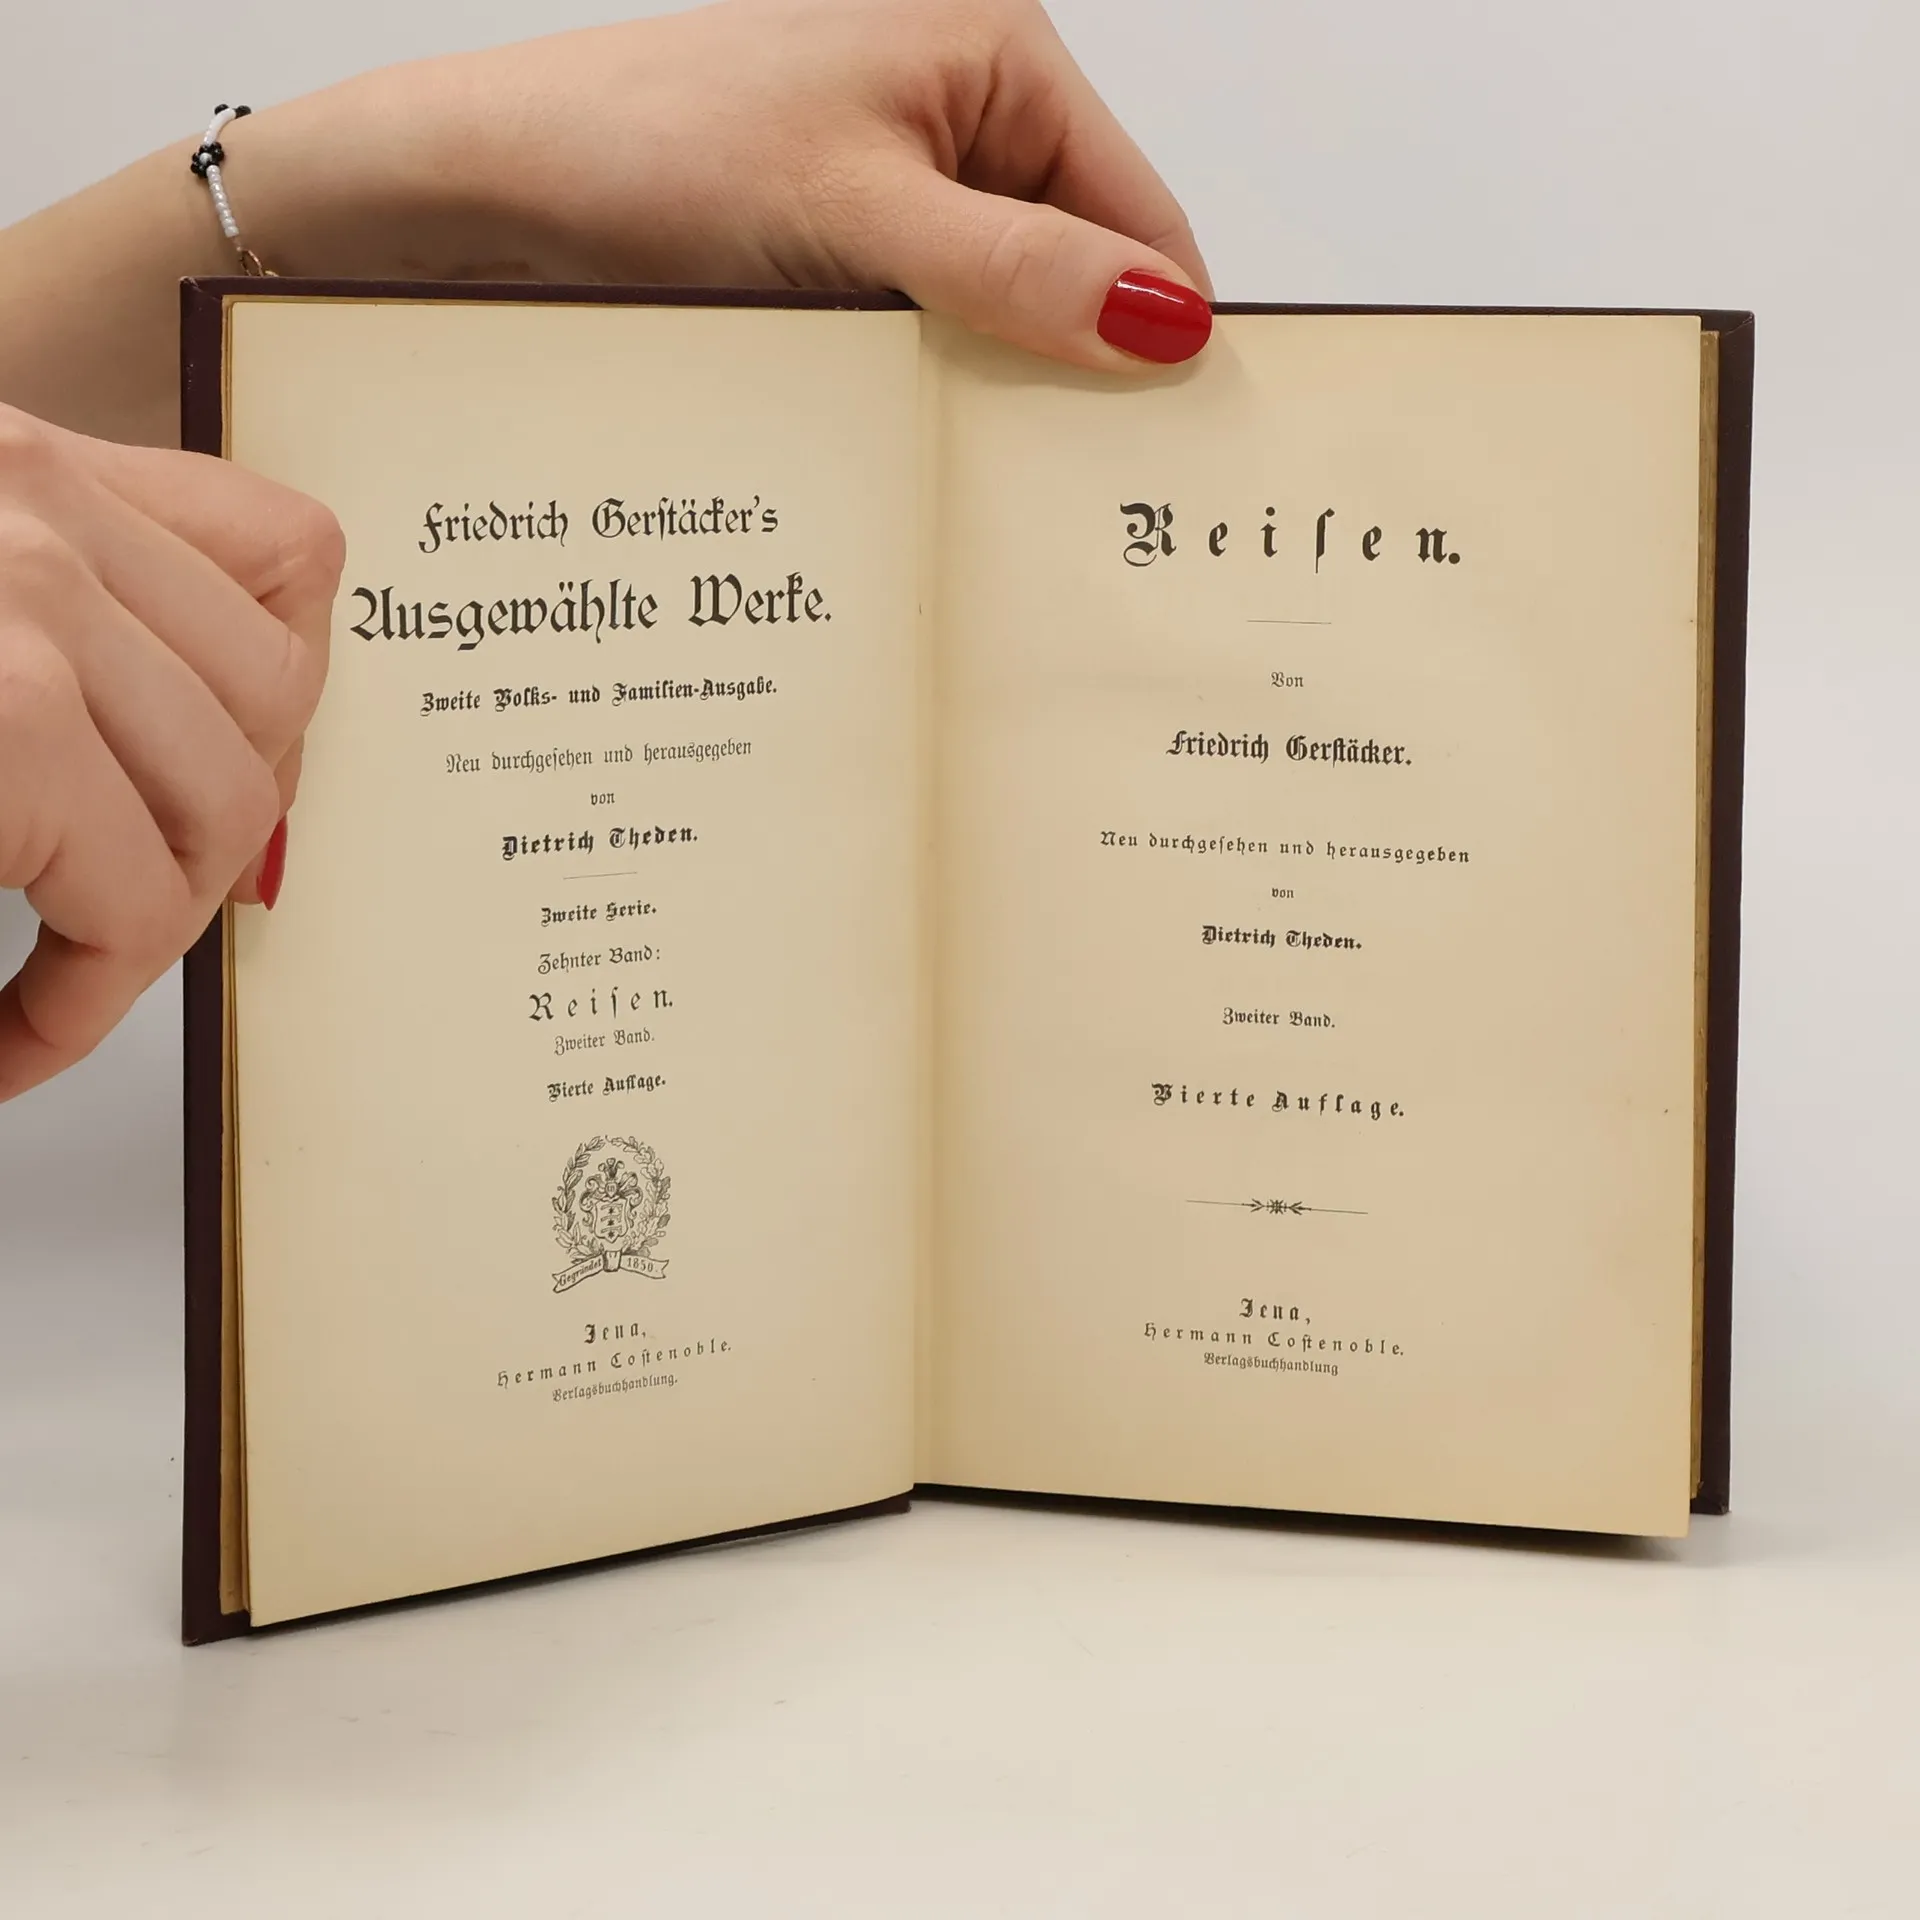 Friedrich Gerſtäcker's
Ausgewählte Werke.
Zweite Volks- und Familien-Ausgabe.
Neu durchgeſehen und herausgegeben
von
Dietrich Theden.
Zweite Serie.
Zehnter Band:
Reiſen.
Zweiter Band.
Vierte Auflage.
Gegründet 1850.
Jena,
Hermann Coſtenoble.
Verlagsbuchhandlung.
Reiſen.
Von
Friedrich Gerſtäcker.
Neu durchgeſehen und herausgegeben
von
Dietrich Theden.
Zweiter Band.
Vierte Auflage.
Jena,
Hermann Coſtenoble.
Verlagsbuchhandlung